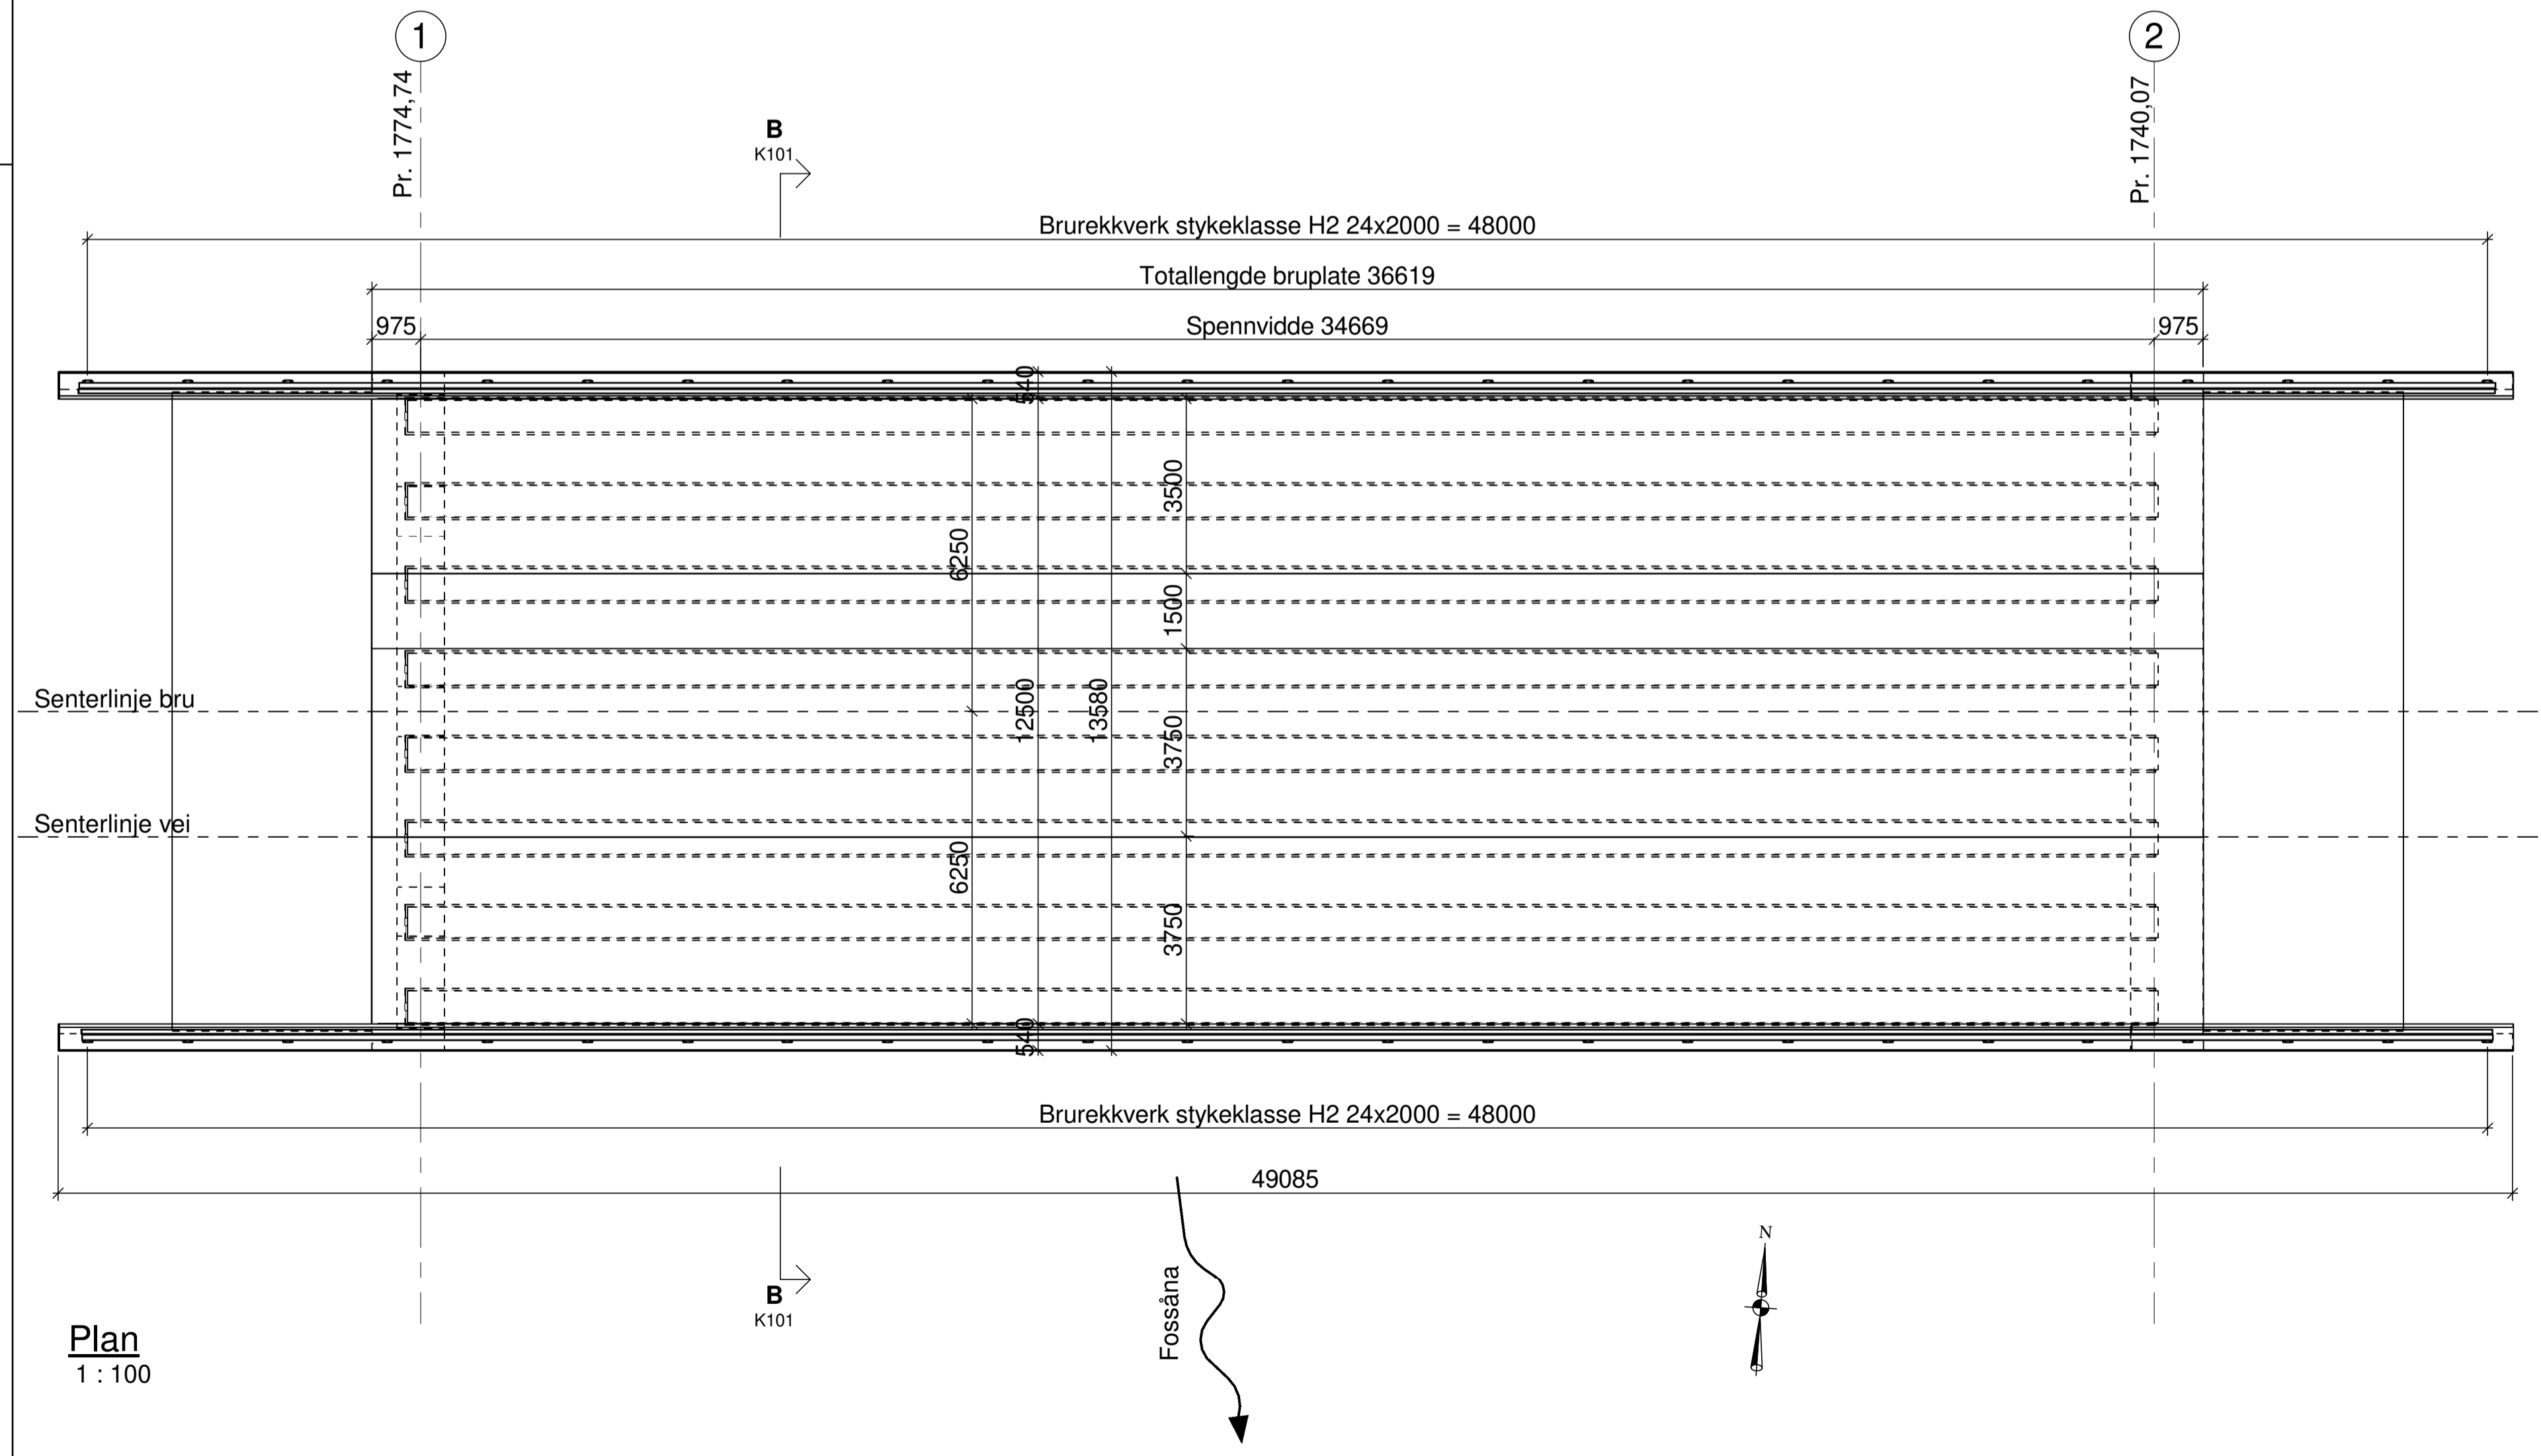 1
2
Pr. 1774,74
Pr. 1740,07
B
K101
Brurekkverk stykeklasse H2 24x2000 = 48000
Totallengde bruplate 36619
975
Spennvidde 34669
975
540
3500
6250
1500
Senterlinje bru
12500
13580
3750
Senterlinje vei
6250
3750
540
Brurekkverk stykeklasse H2 24x2000 = 48000
49085
N
B
K101
Fossåna
Plan
1 : 100